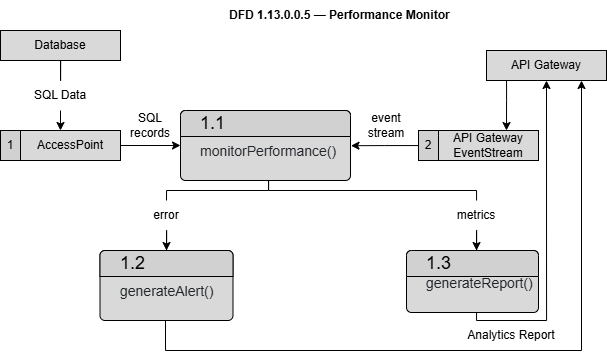 DFD 1.13.0.0.5 — Performance Monitor
Database
API Gateway
SQL Data
SQL
records
event
stream
1
AccessPoint
1.1
monitorPerformance()
2
API Gateway
EventStream
error
metrics
1.2
generateAlert()
1.3
generateReport()
Analytics Report